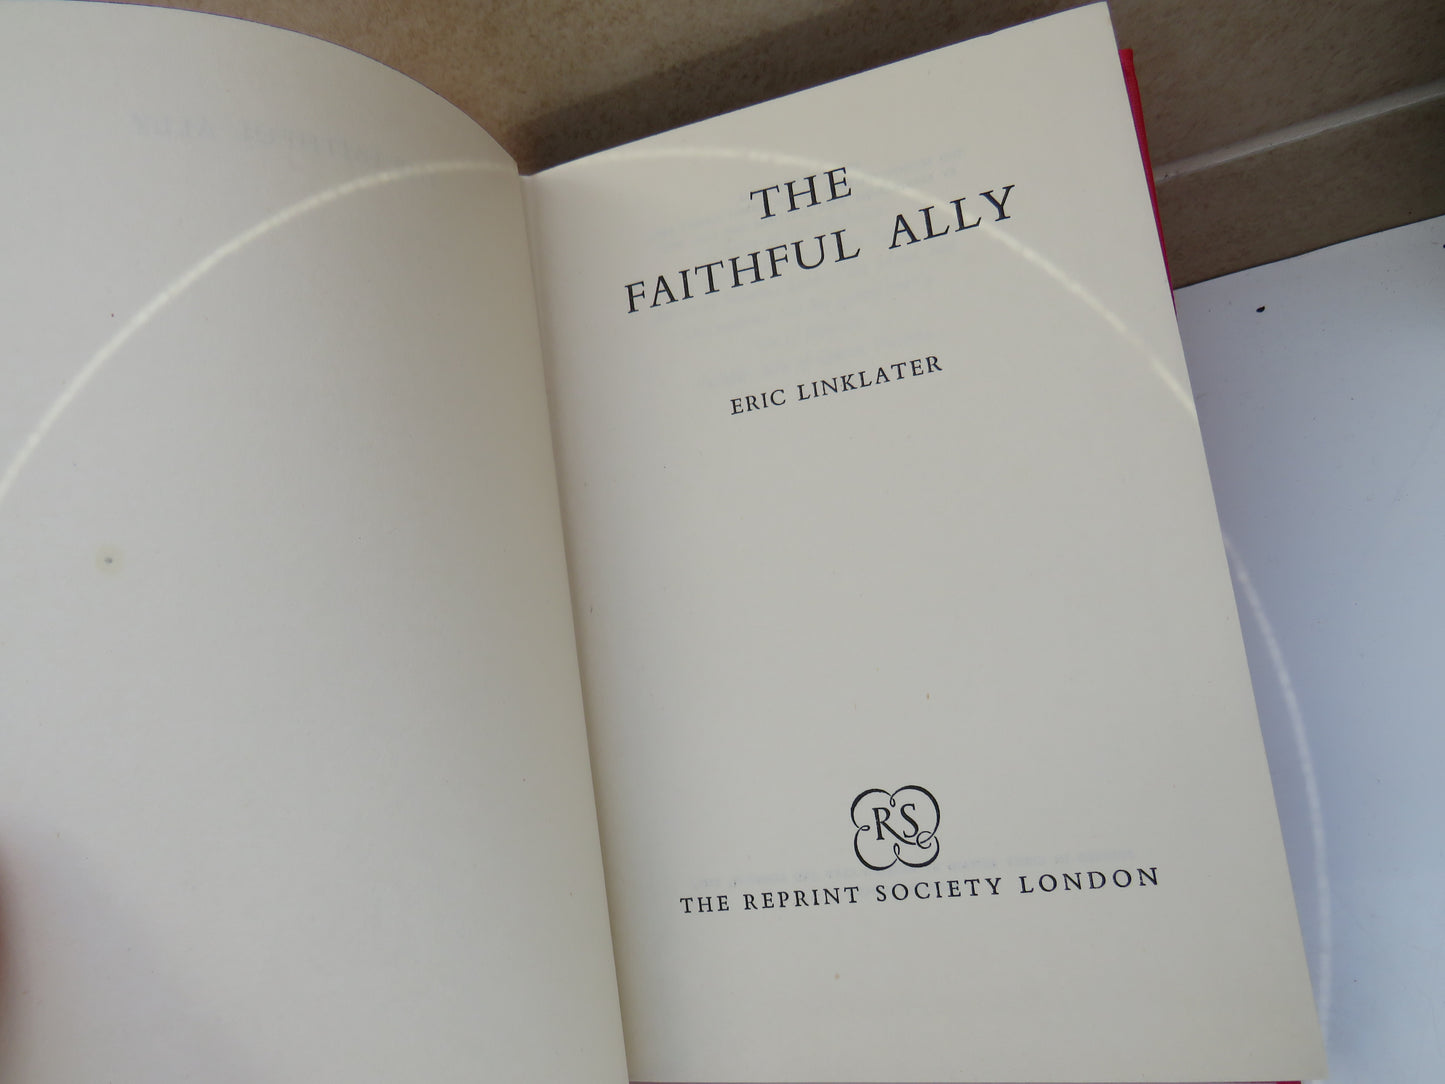 THE
FAITHFUL ALLY
ERIC LINKLATER
RS
THE REPRINT SOCIETY LONDON